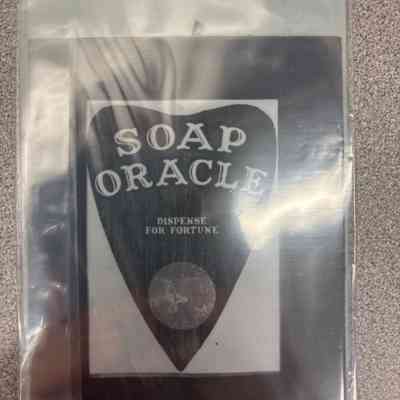 SOAP
ORACLE
DISPENSE
FOR FORTUNE